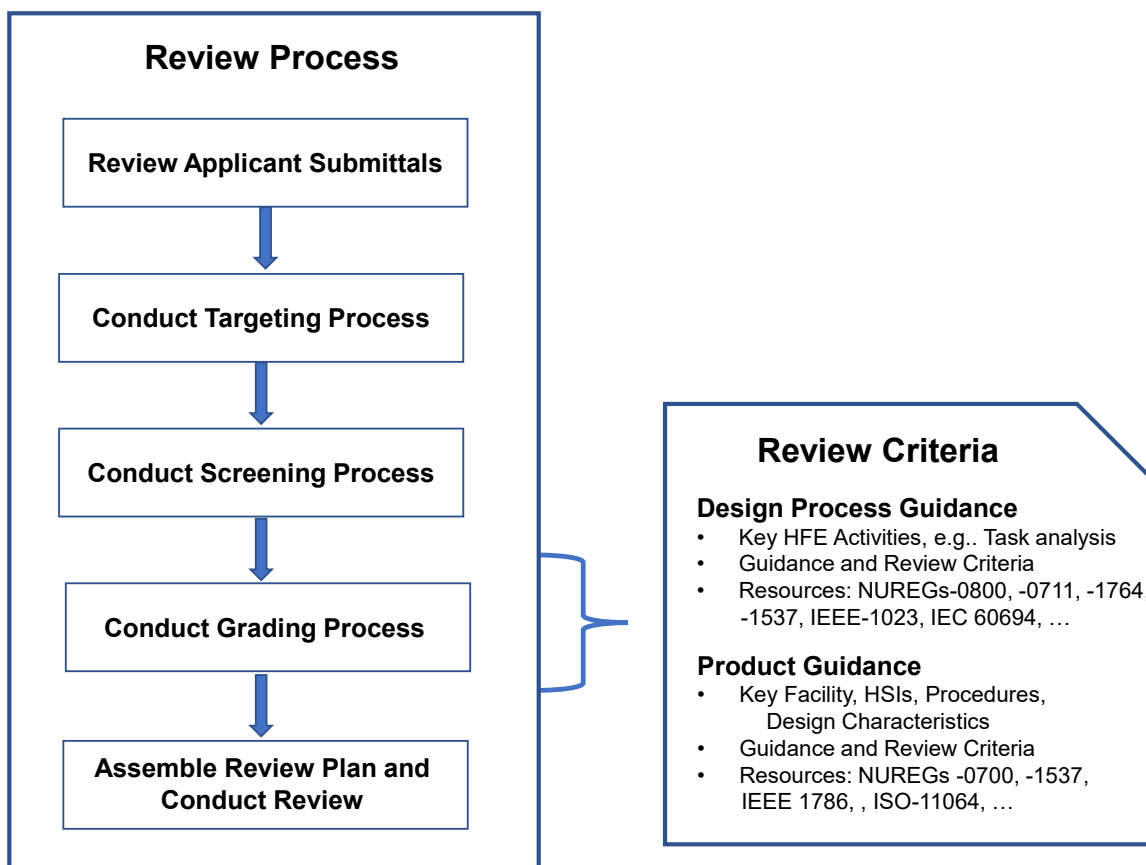 Review Process
Review Applicant Submittals
Conduct Targeting Process
Conduct Screening Process
Conduct Grading Process
Assemble Review Plan and
Conduct Review
Review Criteria
Design Process Guidance
• Key HFE Activities, e.g.. Task analysis
• Guidance and Review Criteria
• Resources: NUREGs-0800, -0711, -1764
-1537, IEEE-1023, IEC 60694, …
Product Guidance
• Key Facility, HSIs, Procedures,
Design Characteristics
• Guidance and Review Criteria
• Resources: NUREGs -0700, -1537,
IEEE 1786, , ISO-11064, …